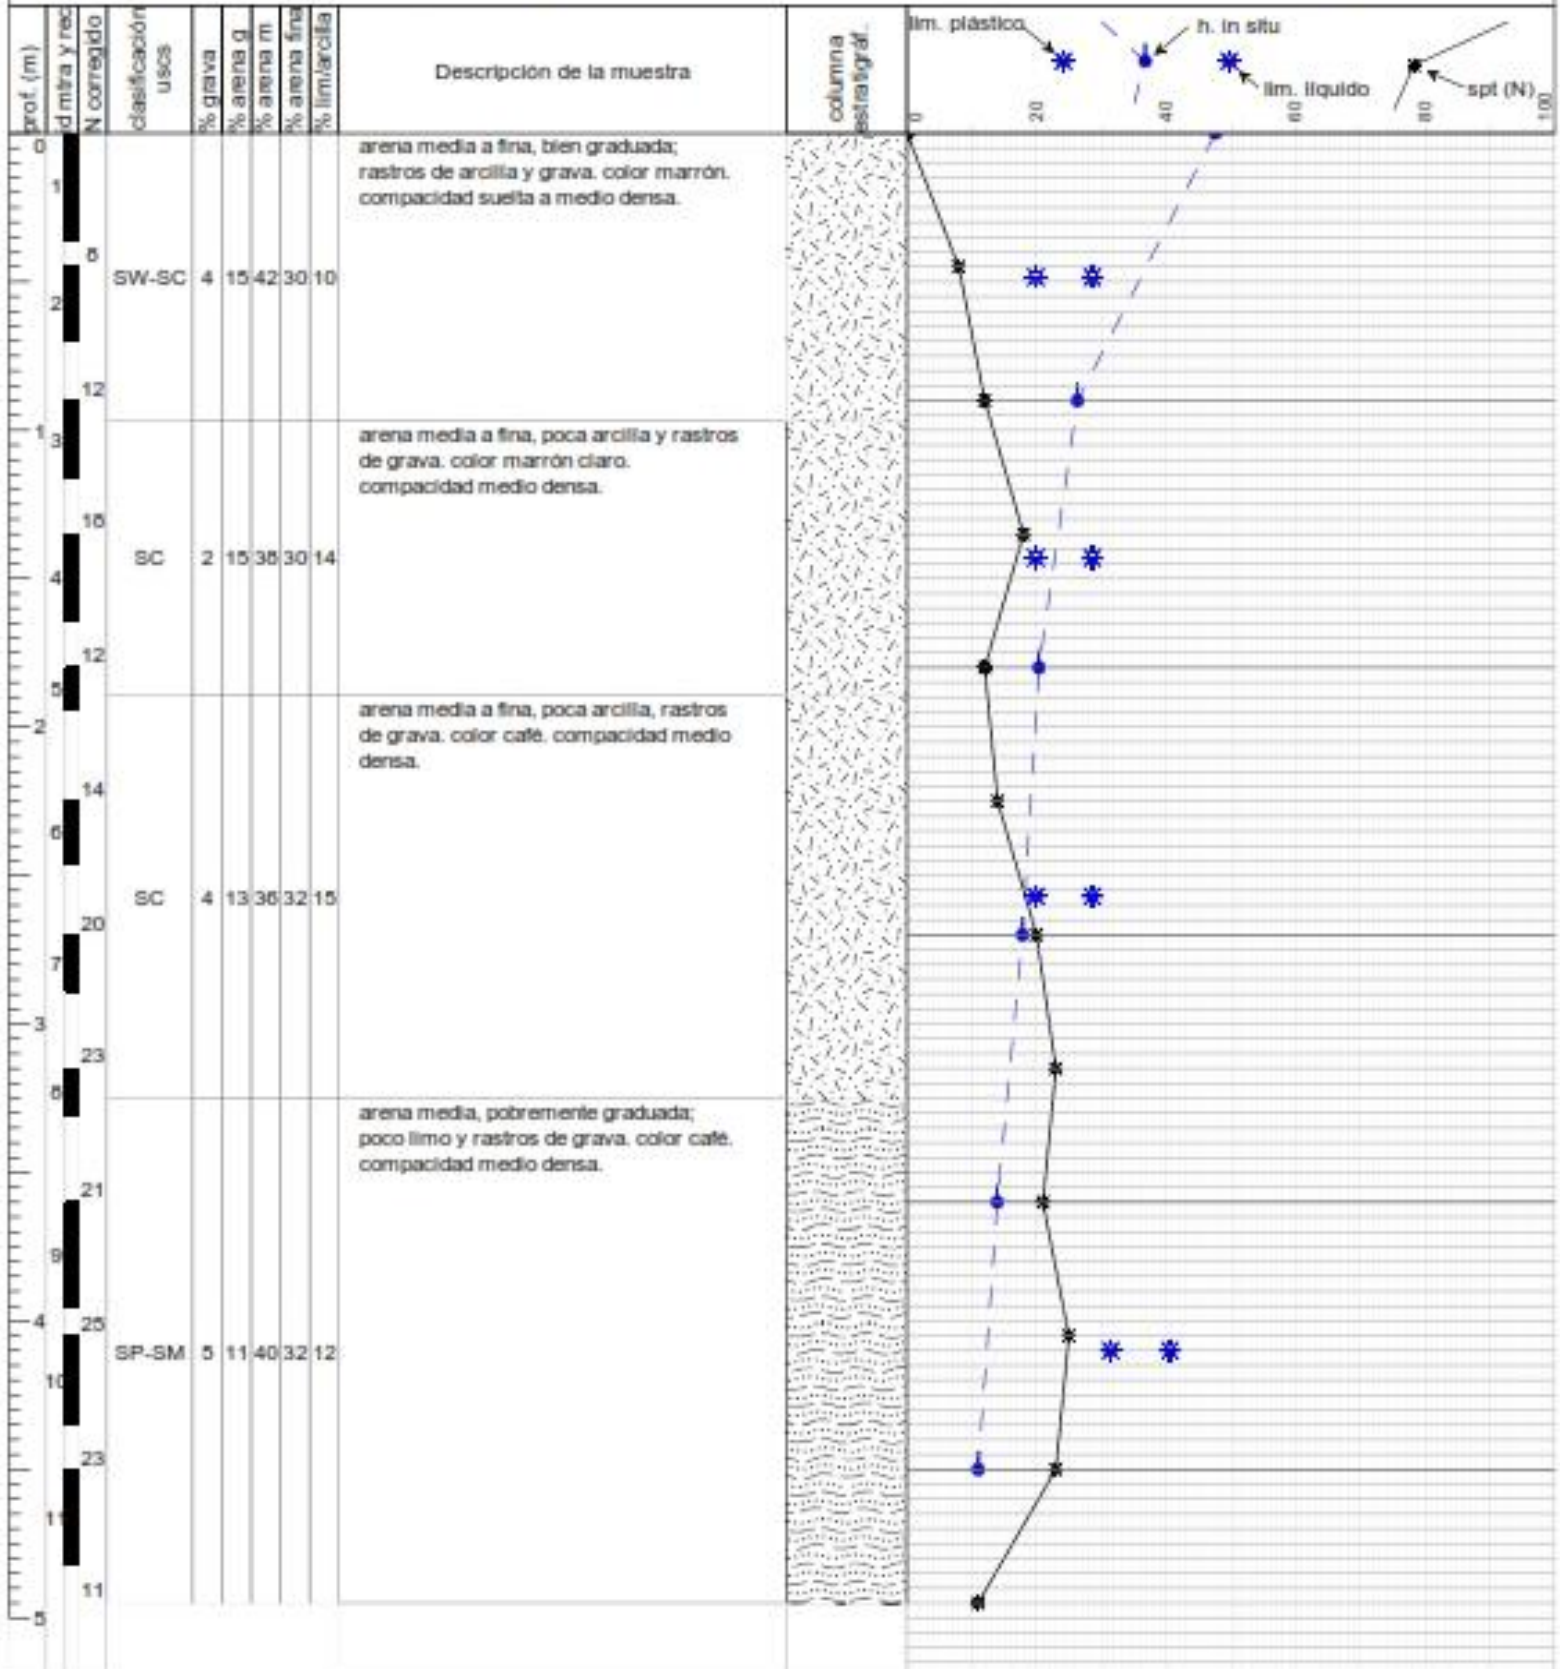 prof. (m)
id mtra y rec
N corregido
clasificación
usos
% grava
% arena g
% arena m
% arena fina
% lim/arcilla
Descripción de la muestra
columna
estratigráf.
lim. plástico
h. in situ
lim. líquido
spt (N)
0 20 40 60 80 100
0
arena media a fina, bien graduada;
rastros de arcilla y grava. color marrón.
compacidad suelta a medio densa.
1
8
SW-SC 4 15 42 30 10
2
12
1
3
arena media a fina, poca arcilla y rastros
de grava. color marrón claro.
compacidad medio densa.
18
SC 2 15 38 30 14
4
12
5
arena media a fina, poca arcilla, rastros
de grava. color café. compacidad medio
densa.
2
14
6
SC 4 13 36 32 15
20
7
3
23
8
arena media, pobremente graduada;
poco limo y rastros de grava. color café.
compacidad medio densa.
21
9
4
25
SP-SM 5 11 40 32 12
10
23
11
11
5